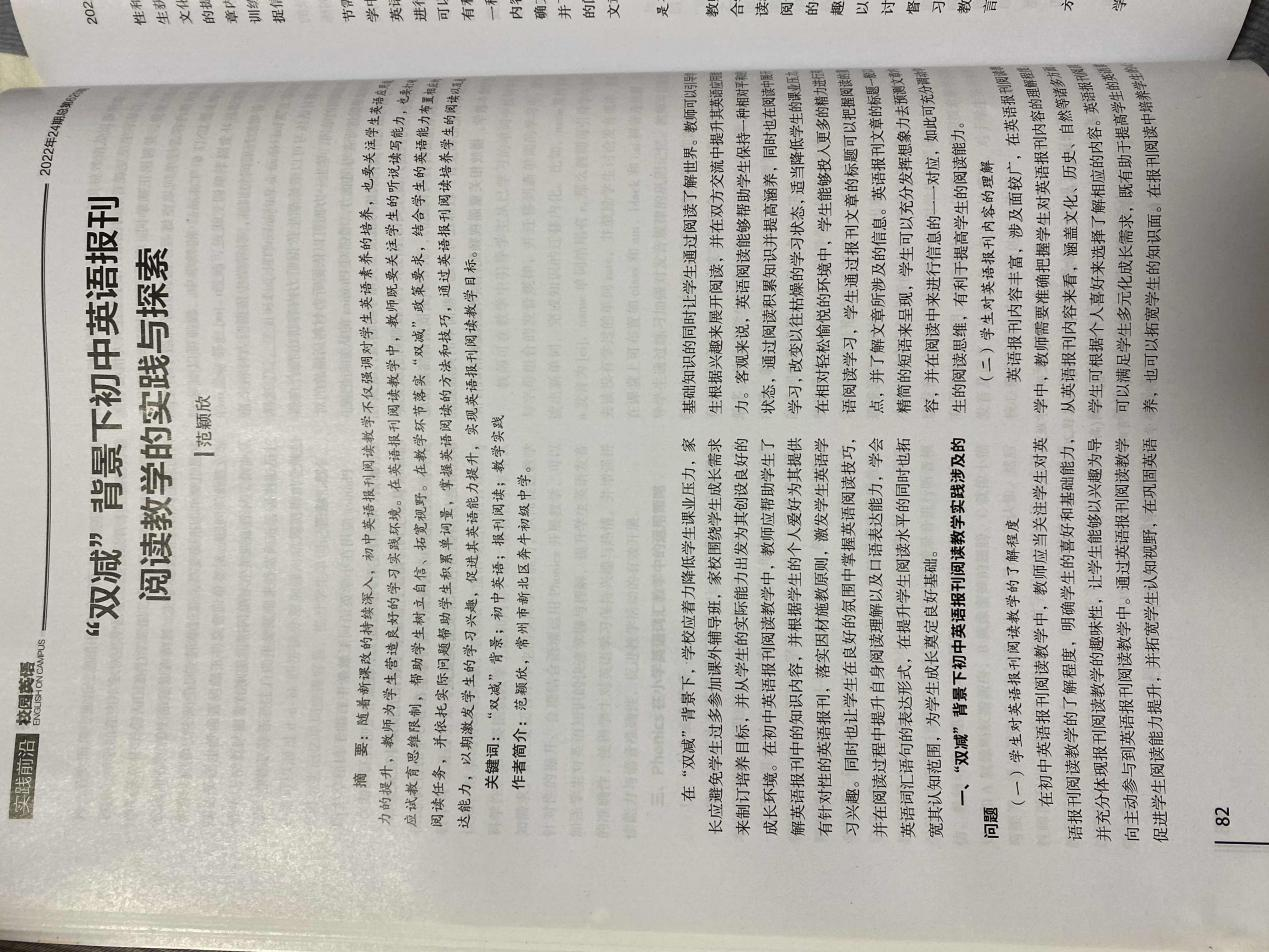 实践前沿 校园英语
ENGLISH ON CAMPUS
2022年24期总第
“双减”背景下初中英语报刊
阅读教学的实践与探索
范颖欣
摘 要：随着新课改的持续深入，初中英语报刊阅读教学不仅强调对学生英语素养的培养，也要关注学生英语应用
力的提升，教师为学生营造良好的学习实践环境。在英语报刊阅读教学中，教师既要关注学生的听说读写能力，也要
应试教育思维限制，帮助学生树立自信、拓宽视野。在教学环节落实“双减”政策要求，结合学生的英语能力布置相应
阅读任务，并依托实际问题帮助学生积累单词量，掌握英语阅读的方法和技巧，通过英语报刊阅读培养学生的阅读以及
达能力，以期激发学生的学习兴趣，促进其英语能力提升，实现英语报刊阅读教学目标。
关键词：“双减”背景；初中英语；报刊阅读；教学实践
作者简介：范颖欣，常州市新北区奔牛初级中学。
在“双减”背景下，学校应着力降低学生课业压力，家
长应避免学生过多参加课外辅导班，家校围绕学生成长需求
来制订培养目标，并从学生的实际能力出发为其创设良好的
成长环境。在初中英语报刊阅读教学中，教师应帮助学生了
解英语报刊中的知识内容，并根据学生的个人爱好为其提供
有针对性的英语报刊，落实因材施教原则，激发学生英语学
习兴趣。同时也让学生在良好的氛围中掌握英语阅读技巧，
并在阅读过程中提升自身阅读理解以及口语表达能力，学会
英语词汇语句的表达形式，在提升学生阅读水平的同时也拓
宽其认知范围，为学生成长奠定良好基础。
一、“双减”背景下初中英语报刊阅读教学实践涉及的
问题
（一）学生对英语报刊阅读教学的了解程度
在初中英语报刊阅读教学中，教师应当关注学生对英
语报刊阅读教学的了解程度，明确学生的喜好和基础能力，
并充分体现报刊阅读教学的趣味性，让学生能够以兴趣为导
向主动参与到英语报刊阅读教学中。通过英语报刊阅读教学
促进学生阅读能力提升，并拓宽学生认知视野，在巩固英语
基础知识的同时让学生通过阅读了解世界。教师可以引导学
生根据兴趣来展开阅读，并在双方交流中提升其英语应用
力。客观来说，英语阅读能够帮助学生保持一种相对平和
状态，通过阅读积累知识并提高涵养，同时也在阅读中展开
学习，改变以往枯燥的学习状态，适当降低学生的课业压力
在相对轻松愉悦的环境中，学生能够投入更多的精力进行
语阅读学习，学生通过报刊文章的标题可以把握阅读的
点，并了解文章所涉及的信息。英语报刊文章的标题一般
精简的短语来呈现，学生可以充分发挥想象力去预测文章
容，并在阅读中来进行信息的一一对应，如此可充分调动
生的阅读思维，有利于提高学生的阅读能力。
（二）学生对英语报刊内容的理解
英语报刊内容丰富，涉及面较广，在英语报刊阅读
学中，教师需要准确把握学生对英语报刊内容的理解程度
从英语报刊内容来看，涵盖文化、历史、自然等诸多方面
学生可根据个人喜好来选择了解相应的内容。英语报刊
可以满足学生多元化成长需求，既有助于提高学生的英语
养，也可以拓宽学生的知识面。在报刊阅读中培养学生
82